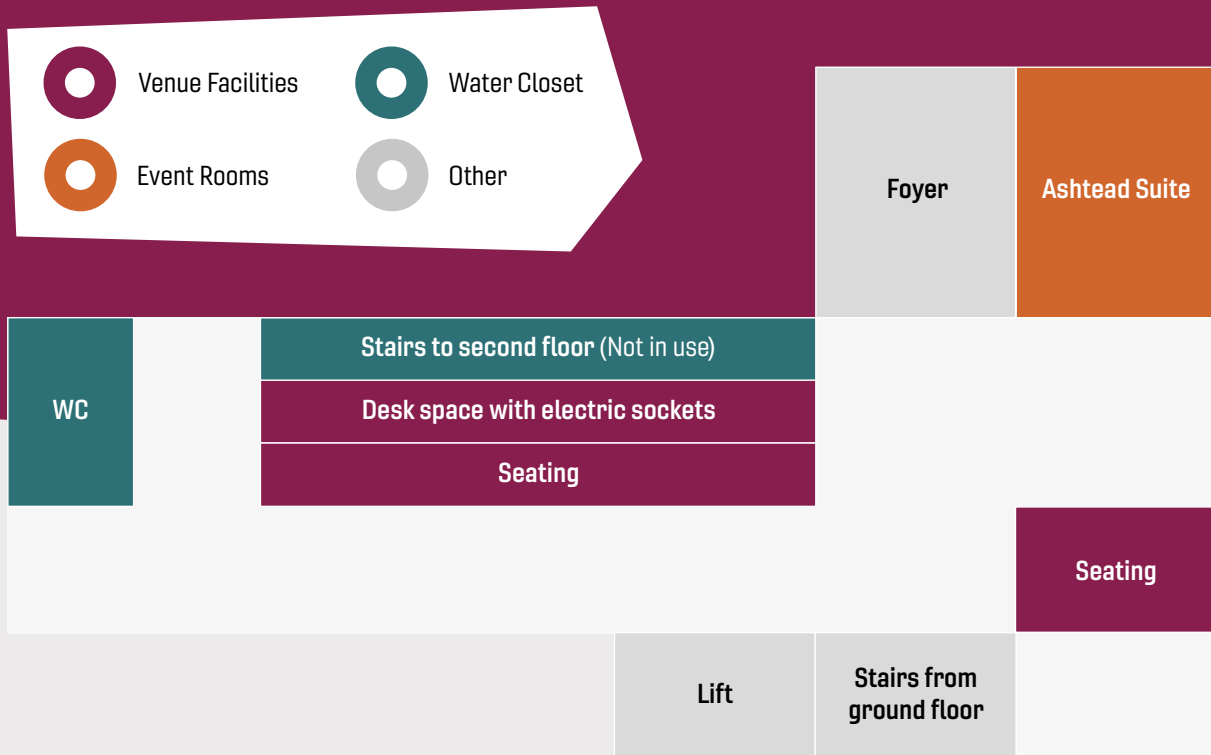 Venue Facilities
Water Closet
Event Rooms
Other
Foyer
Ashtead Suite
WC
Stairs to second floor (Not in use)
Desk space with electric sockets
Seating
Seating
Lift
Stairs from
ground floor